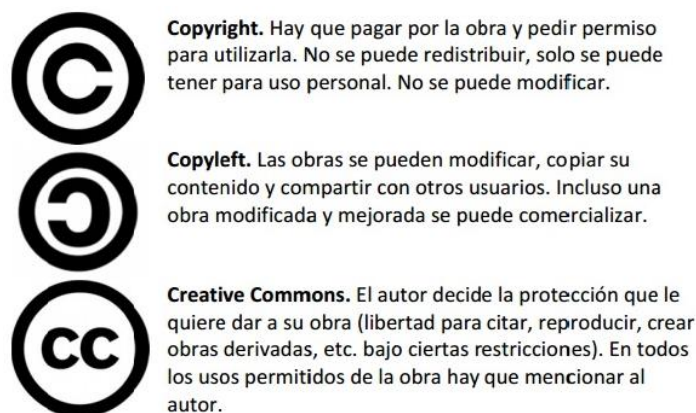 Copyright. Hay que pagar por la obra y pedir permiso
para utilizarla. No se puede redistribuir, solo se puede
tener para uso personal. No se puede modificar.
Copyleft. Las obras se pueden modificar, copiar su
contenido y compartir con otros usuarios. Incluso una
obra modificada y mejorada se puede comercializar.
CC
Creative Commons. El autor decide la protección que le
quiere dar a su obra (libertad para citar, reproducir, crear
obras derivadas, etc. bajo ciertas restricciones). En todos
los usos permitidos de la obra hay que mencionar al
autor.